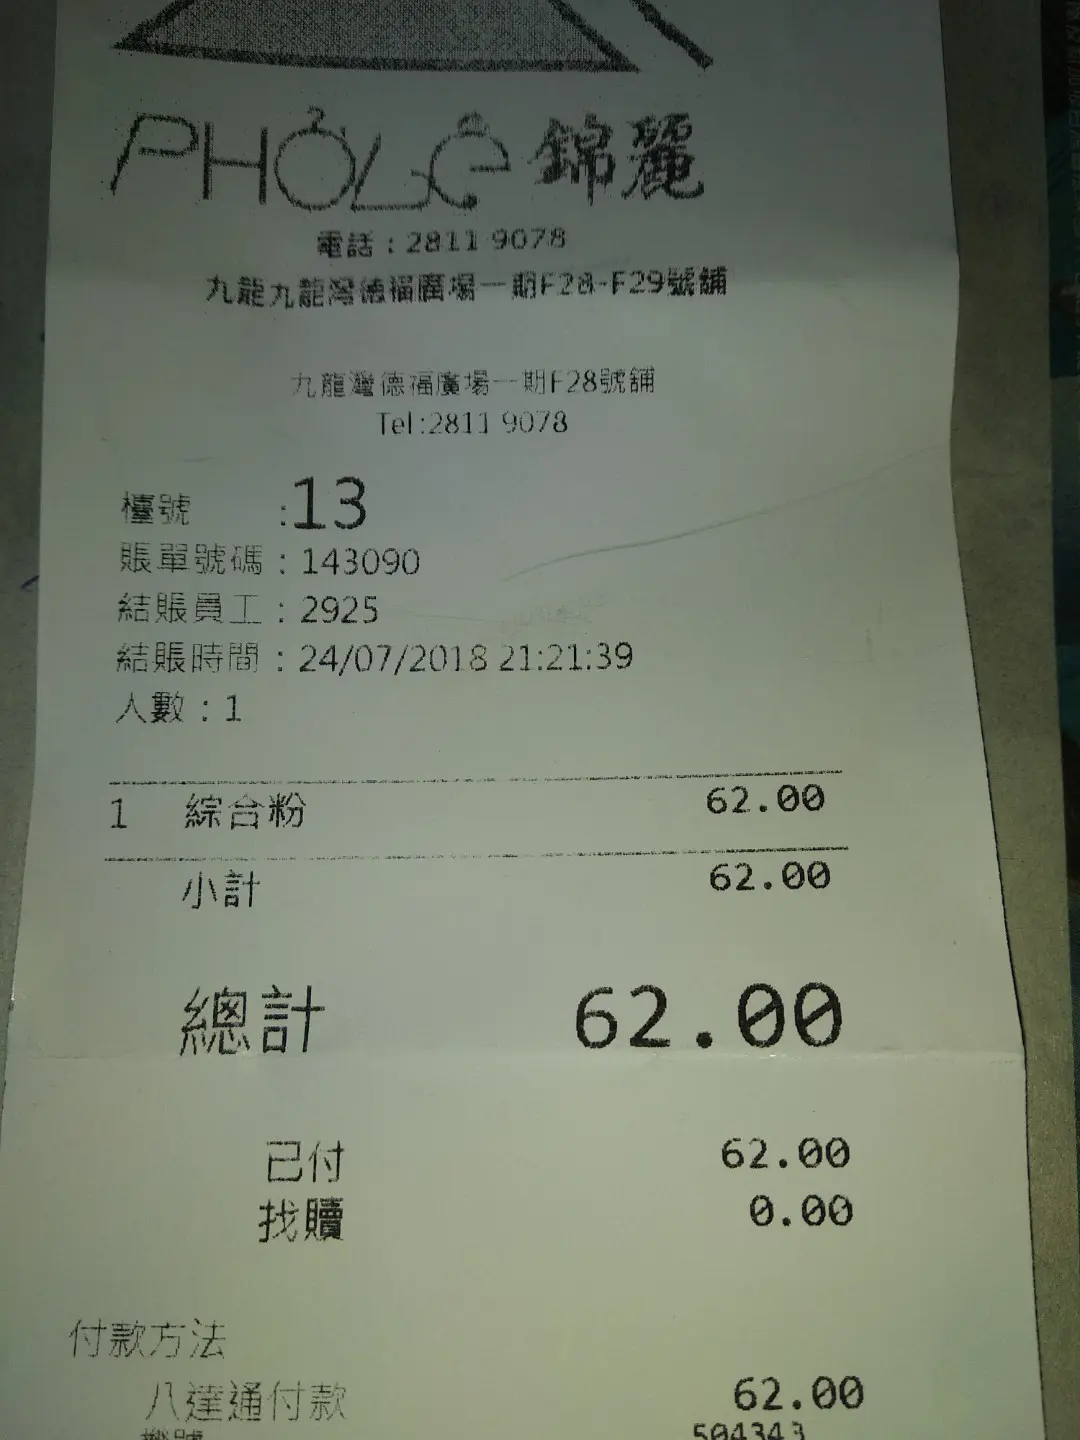 PHỞLê 錦麗
電話：2811 9078
九龍九龍灣德福廣場一期F28-F29號舖
九龍灣德福廣場一期F28號舖
Tel:2811 9078
檯號 :13
賬單號碼：143090
結賬員工：2925
結賬時間：24/07/2018 21:21:39
人數：1
1 綜合粉 62.00
小計 62.00
總計 62.00
已付 62.00
找贖 0.00
付款方法
八達通付款 62.00
機號 504343